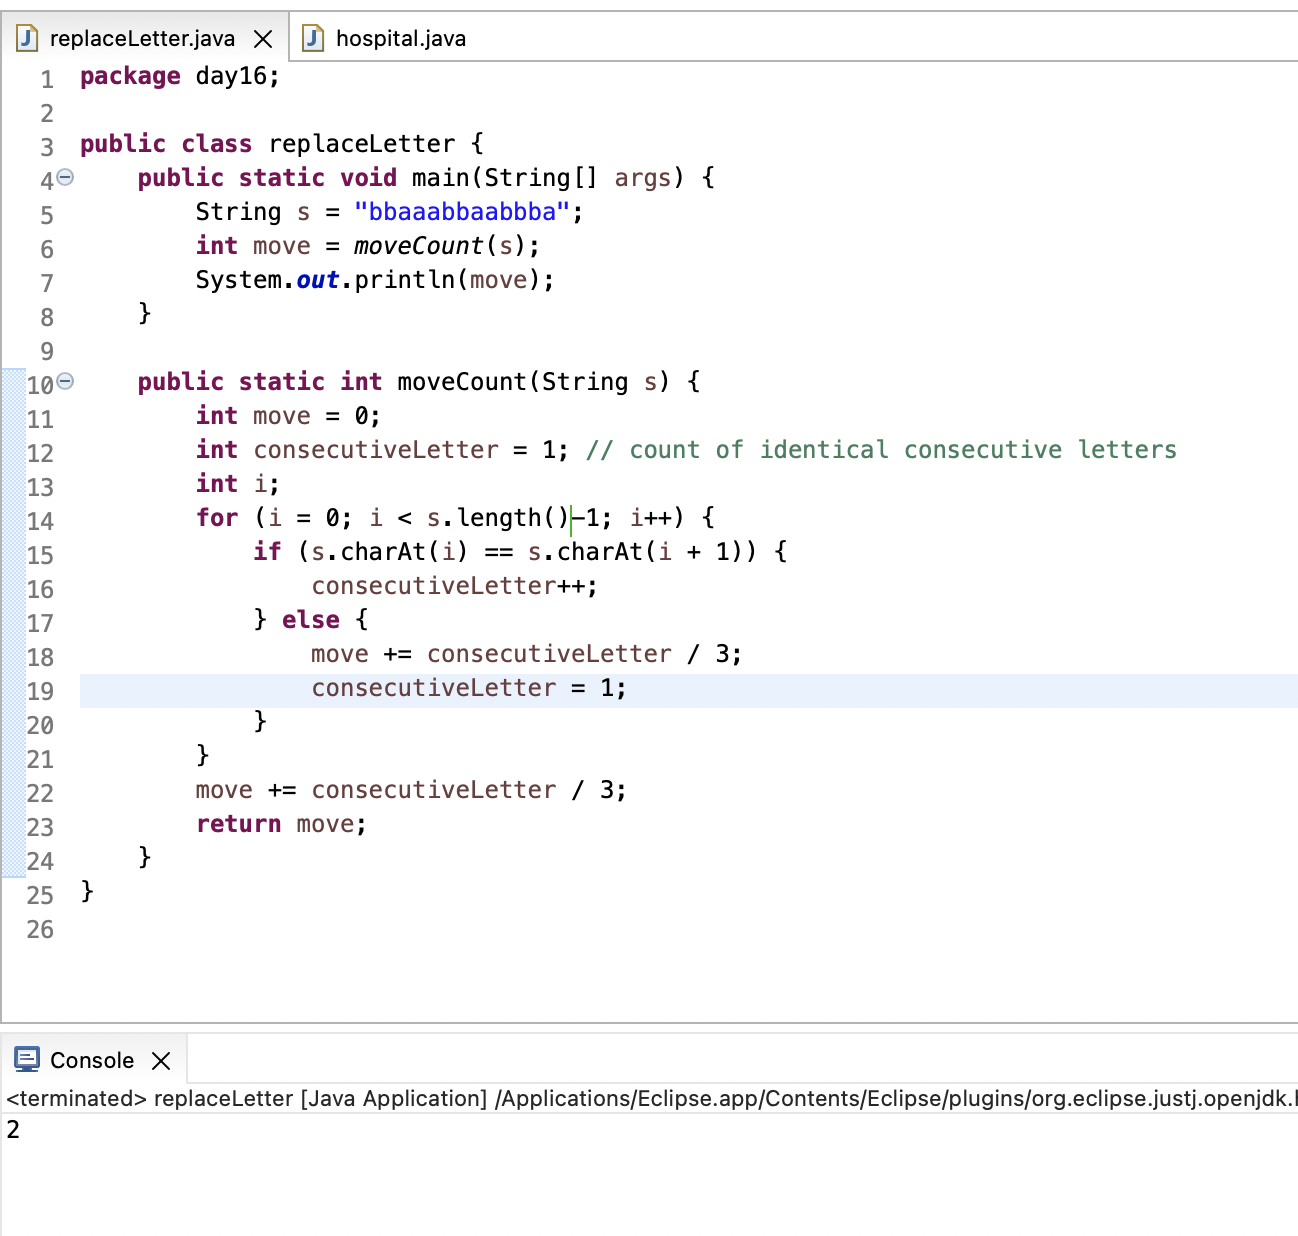 replaceLetter.java hospital.java
1 package day16;
2
3 public class replaceLetter {
4 public static void main(String[] args) {
5 String s = "bbaaabbaabbba";
6 int move = moveCount(s);
7 System.out.println(move);
8 }
9
10 public static int moveCount(String s) {
11 int move = 0;
12 int consecutiveLetter = 1; // count of identical consecutive letters
13 int i;
14 for (i = 0; i < s.length()-1; i++) {
15 if (s.charAt(i) == s.charAt(i + 1)) {
16 consecutiveLetter++;
17 } else {
18 move += consecutiveLetter / 3;
19 consecutiveLetter = 1;
20 }
21 }
22 move += consecutiveLetter / 3;
23 return move;
24 }
25 }
26
Console
<terminated> replaceLetter [Java Application] /Applications/Eclipse.app/Contents/Eclipse/plugins/org.eclipse.justj.openjdk.
2